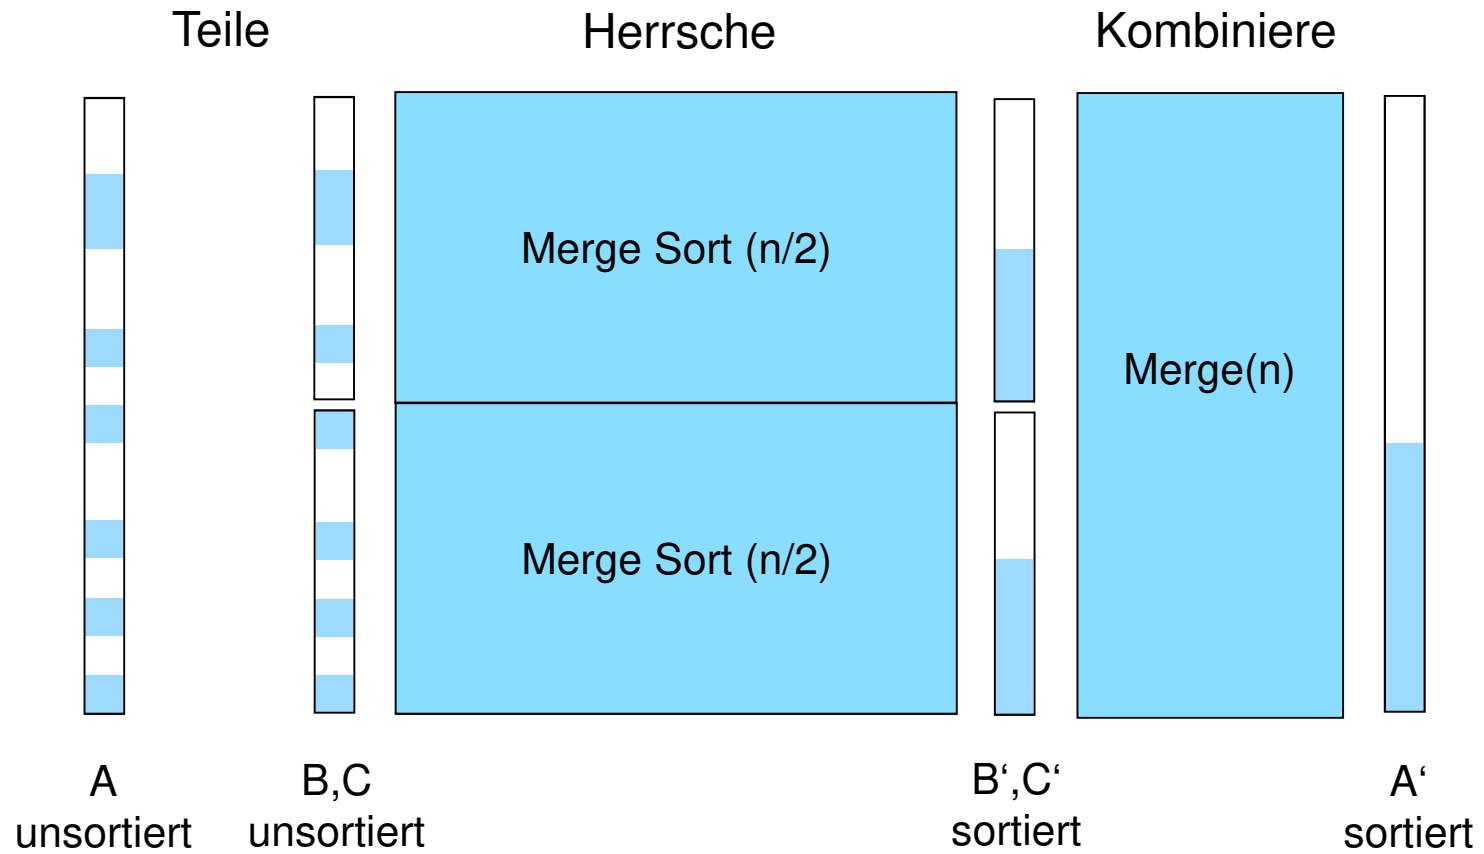 Teile
Herrsche
Kombiniere
Merge Sort (n/2)
Merge(n)
Merge Sort (n/2)
A
unsortiert
B,C
unsortiert
B‘,C‘
sortiert
A‘
sortiert